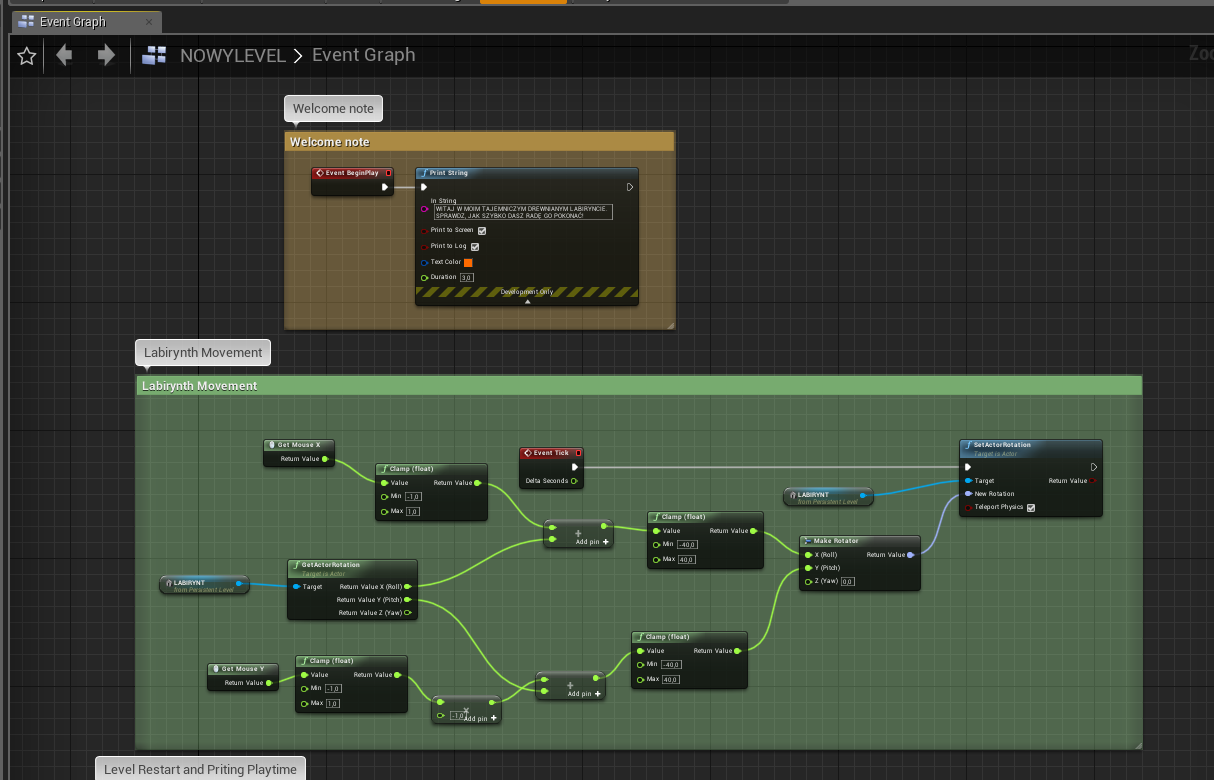 Event Graph
NOWYLEVEL > Event Graph
Zoo
Welcome note
Welcome note
Event BeginPlay
Print String
In String
WITAJ W MOIM TAJEMNICZYM DREWNIANYM LABIRYNCIE.
SPRAWDZ, JAK SZYBKO DASZ RADĘ GO POKONAĆ!
Print to Screen
Print to Log
Text Color
Duration 3,0
Development Only
Labirynth Movement
Labirynth Movement
Get Mouse X
Return Value
Clamp (float)
Value Return Value
Min -1,0
Max 1,0
Event Tick
Delta Seconds
SetActorRotation
Target is Actor
Target Return Value
New Rotation
Teleport Physics
LABIRYNT
from Persistent Level
Add pin +
Clamp (float)
Value Return Value
Min -40,0
Max 40,0
Make Rotator
X (Roll) Return Value
Y (Pitch)
Z (Yaw) 0,0
GetActorRotation
Target is Actor
Target Return Value X (Roll)
Return Value Y (Pitch)
Return Value Z (Yaw)
LABIRYNT
from Persistent Level
Clamp (float)
Value Return Value
Min -40,0
Max 40,0
Get Mouse Y
Return Value
Clamp (float)
Value Return Value
Min -1,0
Max 1,0
Add pin +
-1,0 Add pin +
Level Restart and Priting Playtime